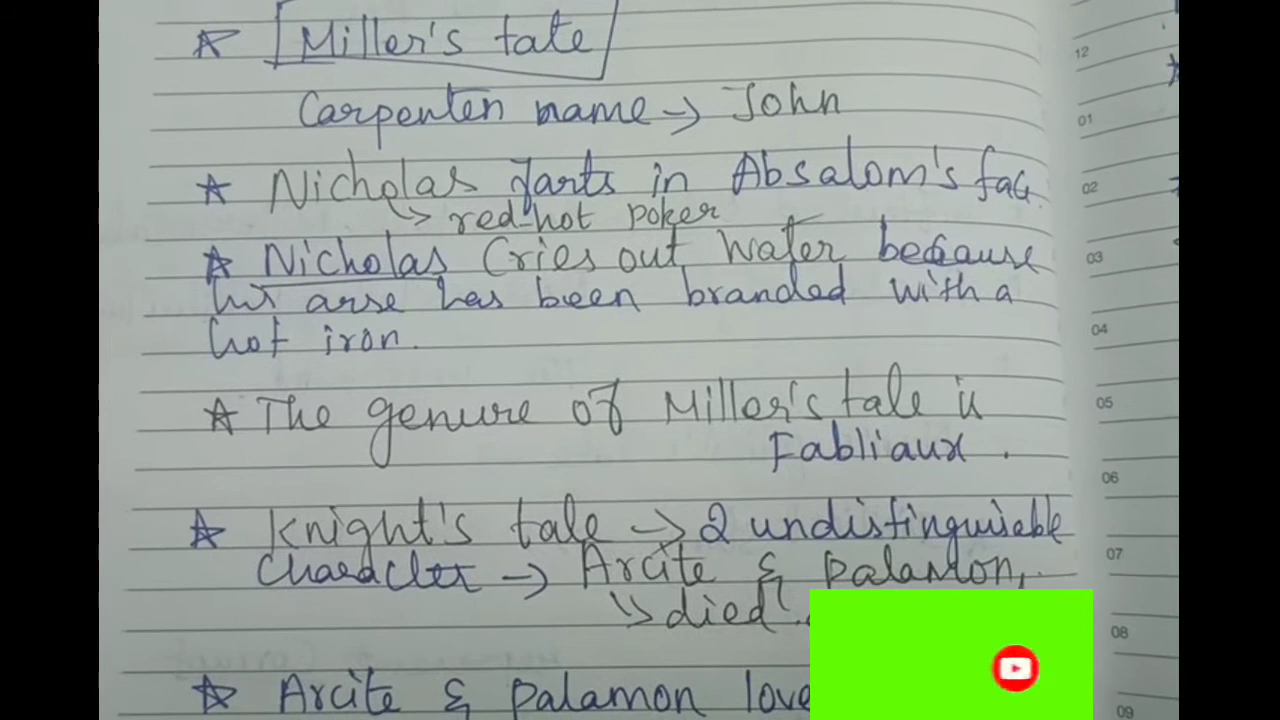 ☆ Miller's tale
Carpenter name → John
☆ Nicholas farts in Absalom's face.
↳ red-hot poker
☆ Nicholas Cries out Water because
his arse has been branded with a
hot iron.
☆ The genure of Miller's tale is
Fabliaux .
☆ Knight's tale → 2 undistinguisable
Character → Arcite & Palamon,
↳ died
☆ Arcite & Palamon love
12
01
02
03
04
05
06
07
08
09